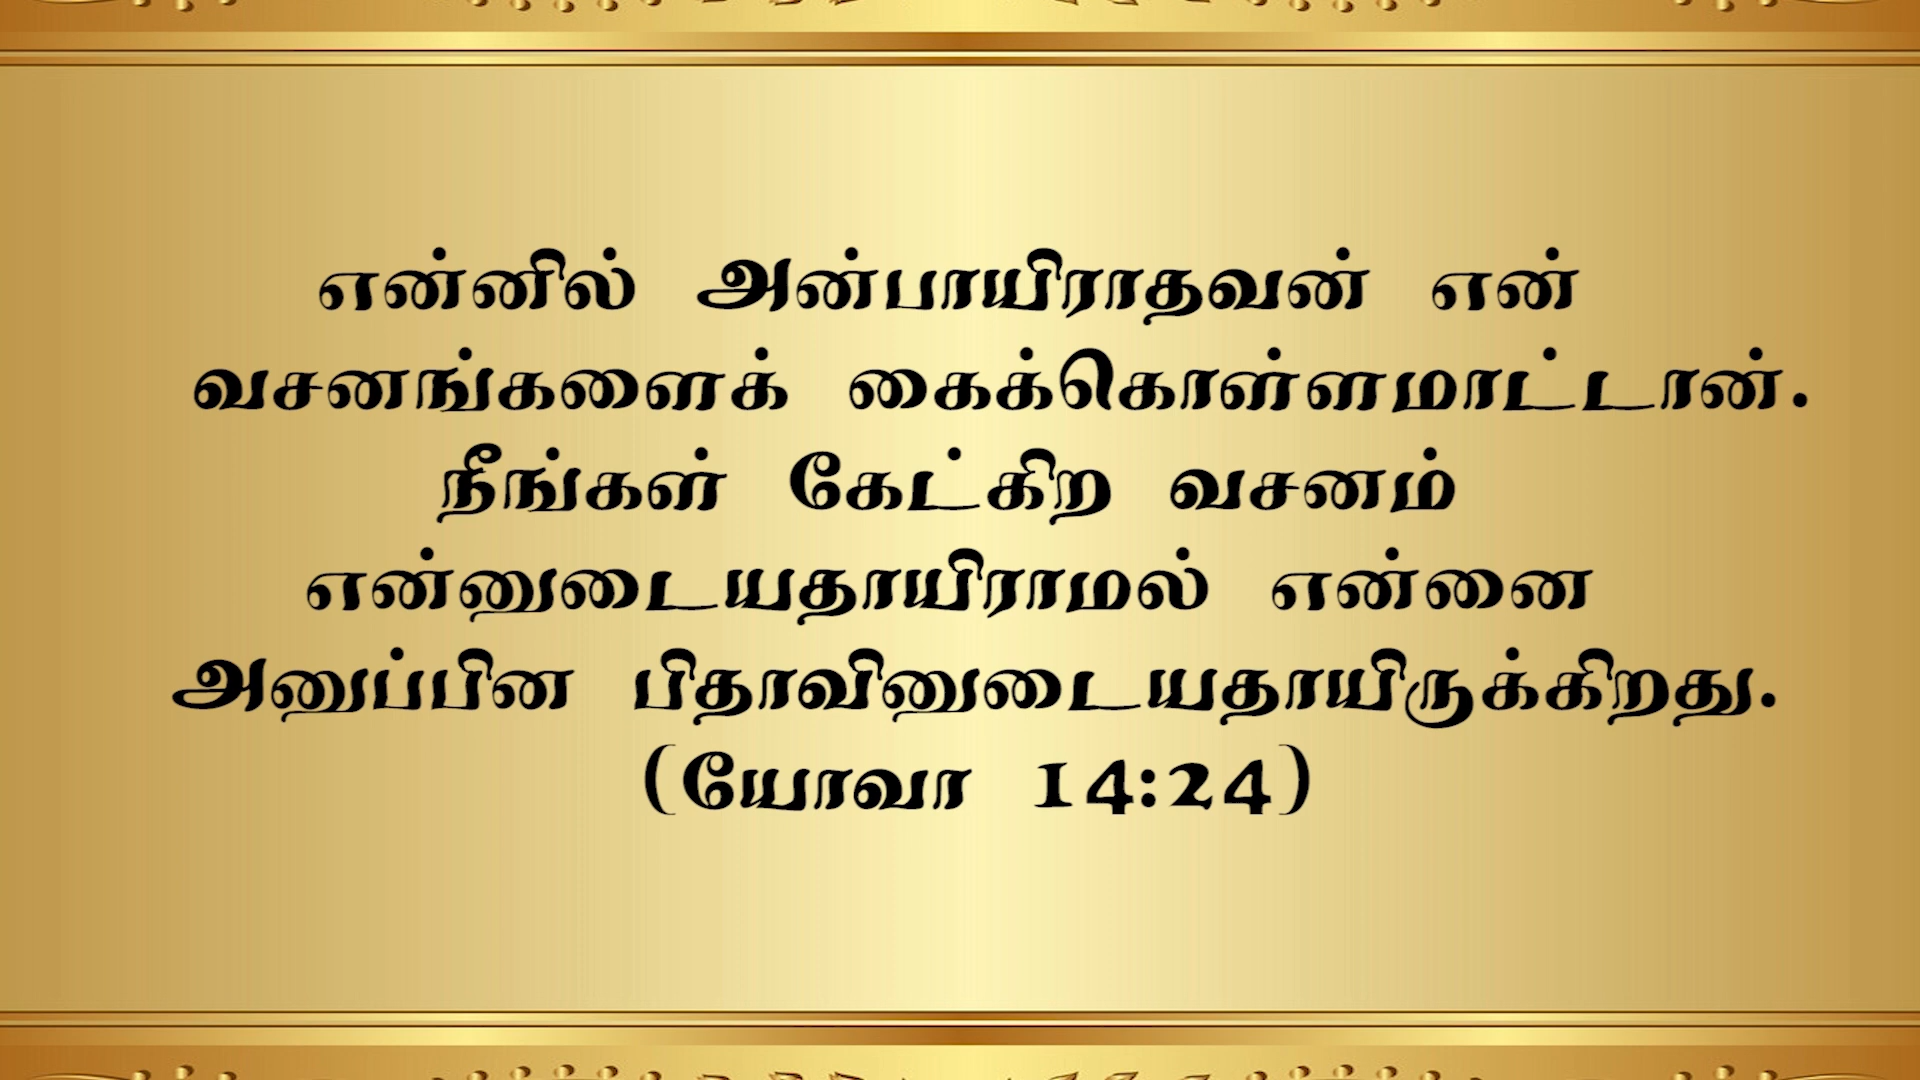 என்னில் அன்பாயிராதவன் என்
வசனங்களைக் கைக்கொள்ளமாட்டான்.
நீங்கள் கேட்கிற வசனம்
என்னுடையதாயிராமல் என்னை
அனுப்பின பிதாவினுடையதாயிருக்கிறது.
(யோவா 14:24)